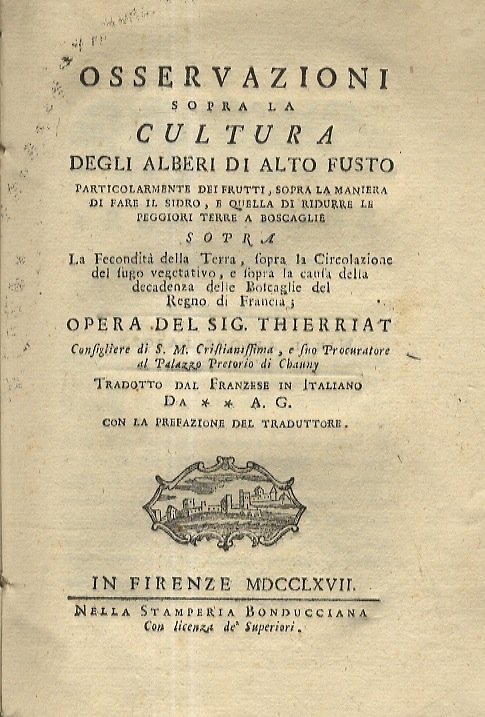 OSSERVAZIONI
SOPRA LA
CULTURA
DEGLI ALBERI DI ALTO FUSTO
PARTICOLARMENTE DEI FRUTTI, SOPRA LA MANIERA
DI FARE IL SIDRO, E QUELLA DI RIDURRE LE
PEGGIORI TERRE A BOSCAGLIE
SOPRA
La Fecondità della Terra, ſopra la Circolazione
del ſugo vegetativo, e ſopra la cauſa della
decadenza delle Boſcaglie del
Regno di Francia;
OPERA DEL SIG. THIERRIAT
Conſigliere di S. M. Criſtianiſſima, e ſuo Procuratore
al Palazzo Pretorio di Chauny
TRADOTTO DAL FRANZESE IN ITALIANO
DA * * A. G.
CON LA PREFAZIONE DEL TRADUTTORE.
IN FIRENZE MDCCLXVII.
NELLA STAMPERIA BONDUCCIANA
Con licenza de' Superiori.